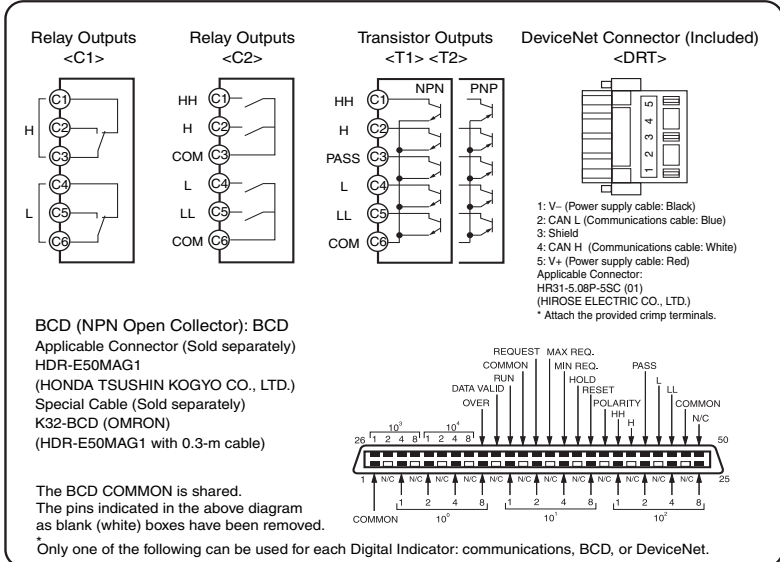 Relay Outputs
<C1>
C1
H
C2
C3
C4
L
C5
C6
Relay Outputs
<C2>
HH
C1
H
C2
COM
C3
L
C4
LL
C5
COM
C6
Transistor Outputs
<T1> <T2>
NPN
PNP
HH
C1
H
C2
PASS
C3
L
C4
LL
C5
COM
C6
DeviceNet Connector (Included)
<DRT>
1 2 3 4 5
1: V– (Power supply cable: Black)
2: CAN L (Communications cable: Blue)
3: Shield
4: CAN H (Communications cable: White)
5: V+ (Power supply cable: Red)
Applicable Connector:
HR31-5.08P-5SC (01)
(HIROSE ELECTRIC CO., LTD.)
* Attach the provided crimp terminals.
BCD (NPN Open Collector): BCD
Applicable Connector (Sold separately)
HDR-E50MAG1
(HONDA TSUSHIN KOGYO CO., LTD.)
Special Cable (Sold separately)
K32-BCD (OMRON)
(HDR-E50MAG1 with 0.3-m cable)
The BCD COMMON is shared.
The pins indicated in the above diagram
as blank (white) boxes have been removed.
REQUEST MAX REQ.
COMMON MIN REQ. PASS
RUN HOLD L
DATA VALID RESET LL
OVER POLARITY COMMON
HH
H
N/C
10³ 10⁴
26 1 2 4 8 1 2 4 8 50
1 N/C N/C N/C N/C N/C N/C N/C N/C N/C N/C N/C N/C 25
1 2 4 8 1 2 4 8 1 2 4 8
COMMON 10⁰ 10¹ 10²
* Only one of the following can be used for each Digital Indicator: communications, BCD, or DeviceNet.